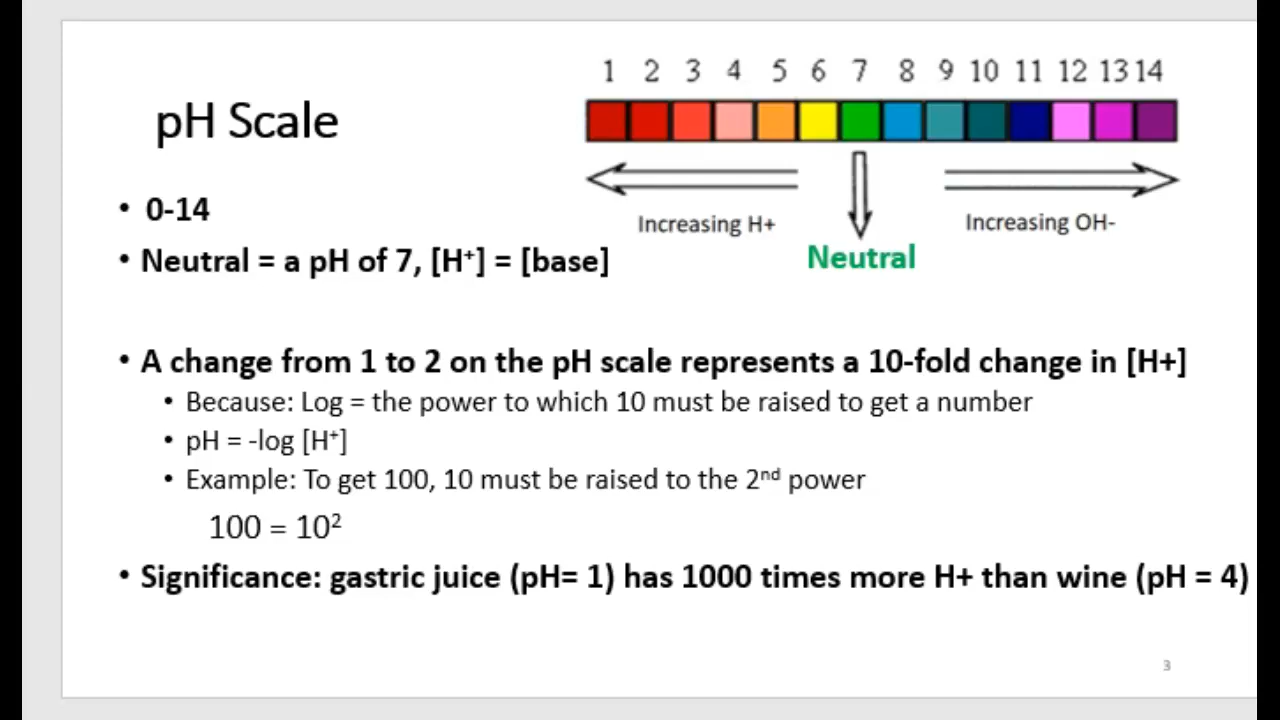 1 2 3 4 5 6 7 8 9 10 11 12 13 14
pH Scale
Increasing H+
Increasing OH-
Neutral
• 0-14
• Neutral = a pH of 7, [H⁺] = [base]
• A change from 1 to 2 on the pH scale represents a 10-fold change in [H+]
• Because: Log = the power to which 10 must be raised to get a number
• pH = -log [H⁺]
• Example: To get 100, 10 must be raised to the 2ⁿᵈ power
100 = 10²
• Significance: gastric juice (pH= 1) has 1000 times more H+ than wine (pH = 4)
3